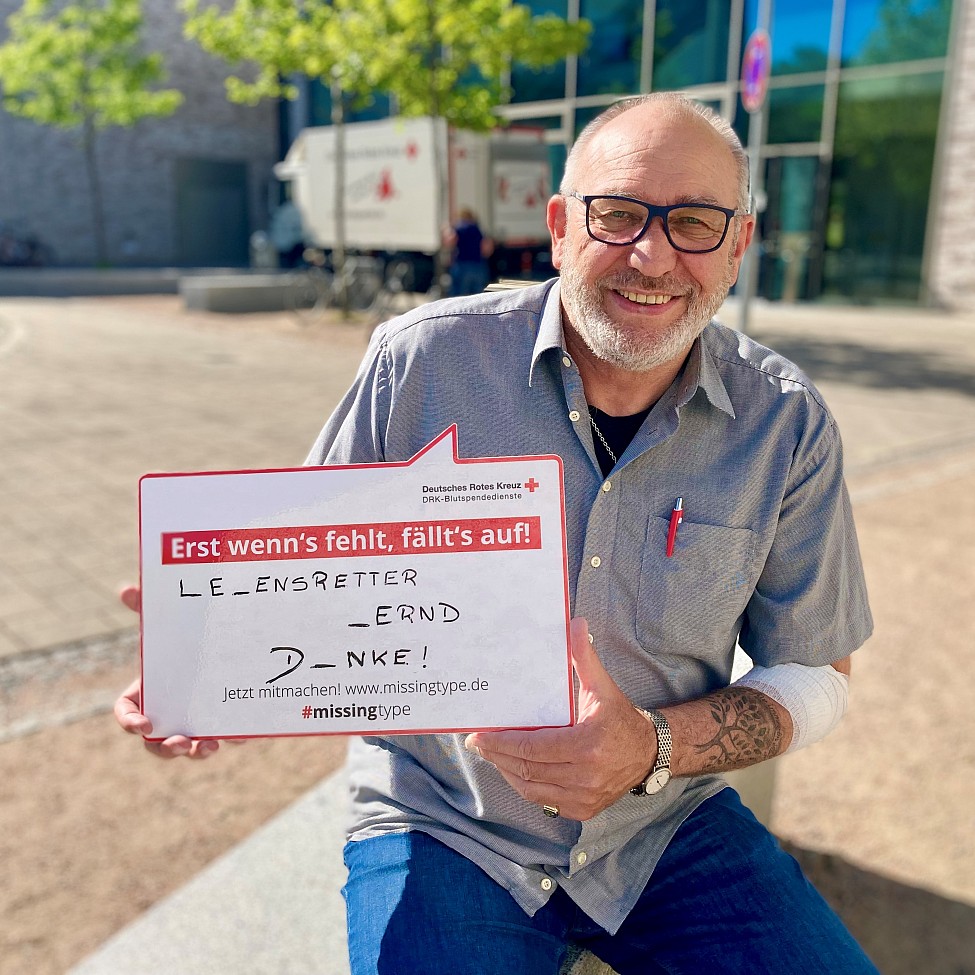 Deutsches Rotes Kreuz
DRK-Blutspendedienste
Erst wenn‘s fehlt, fällt‘s auf!
LE_ENSRETTER
_ERND
D_NKE!
Jetzt mitmachen! www.missingtype.de
#missingtype